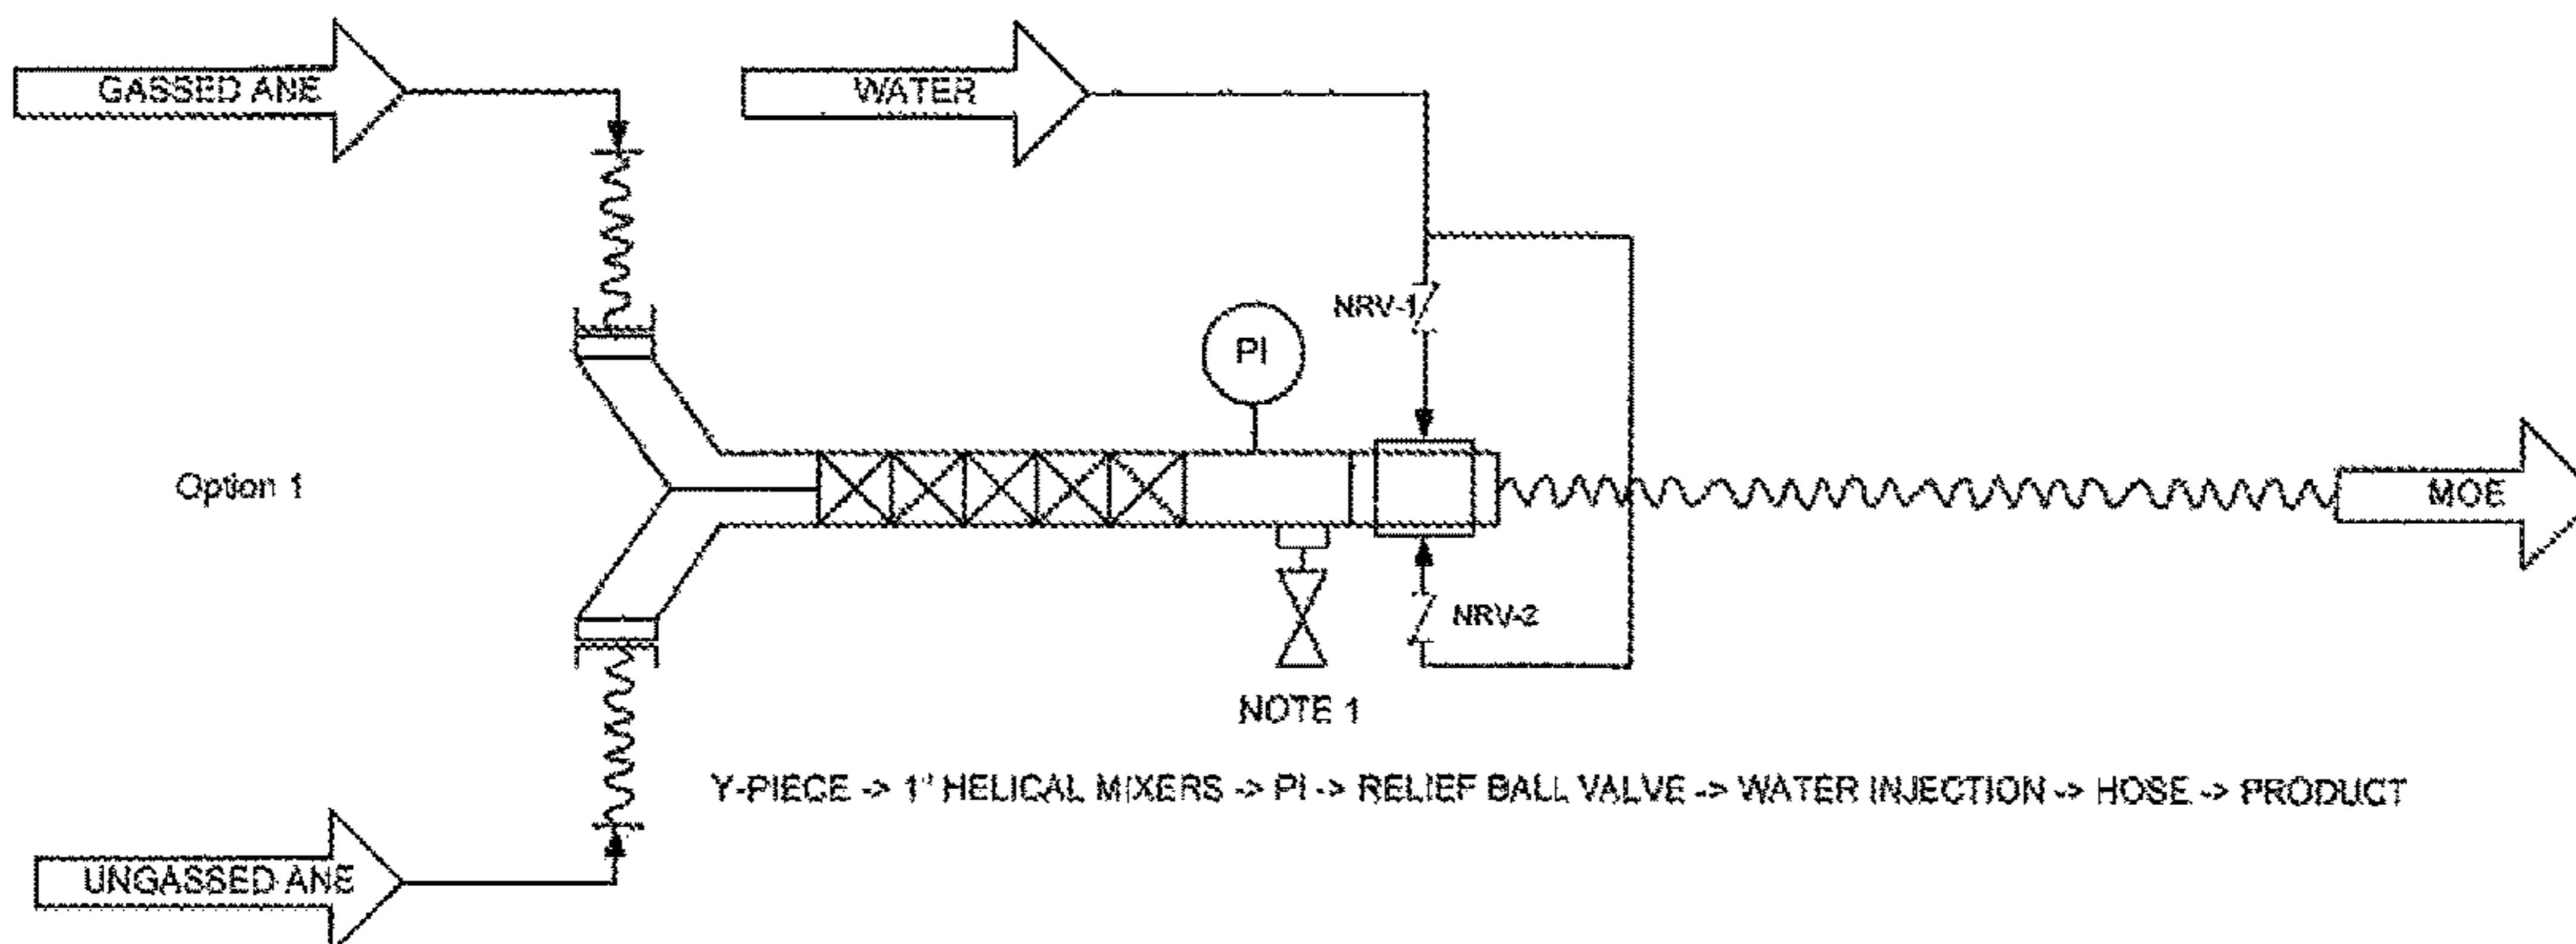 GASSED ANE
WATER
NRV-1
PI
Option 1
MOE
NRV-2
NOTE 1
Y-PIECE -> 1" HELICAL MIXERS -> PI -> RELIEF BALL VALVE -> WATER INJECTION -> HOSE -> PRODUCT
UNGASSED ANE